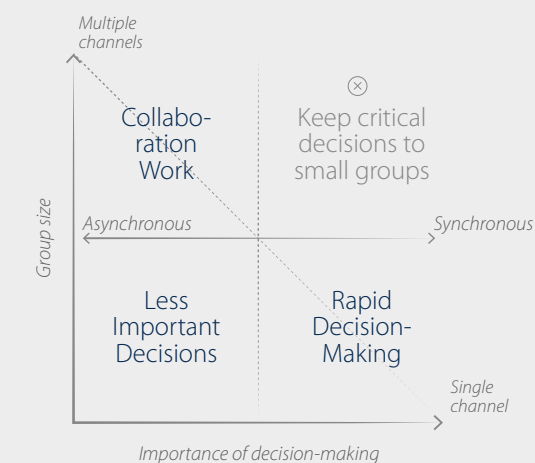 Multiple
channels
Collabo-
ration
Work
Keep critical
decisions to
small groups
Group size
Asynchronous
Synchronous
Less
Important
Decisions
Rapid
Decision-
Making
Single
channel
Importance of decision-making